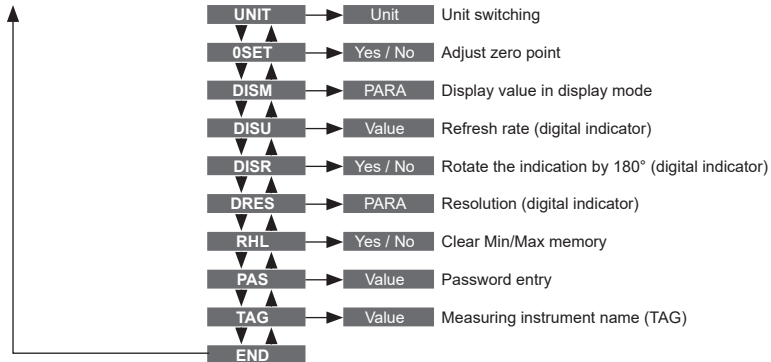 UNIT Unit Unit switching
0SET Yes / No Adjust zero point
DISM PARA Display value in display mode
DISU Value Refresh rate (digital indicator)
DISR Yes / No Rotate the indication by 180° (digital indicator)
DRES PARA Resolution (digital indicator)
RHL Yes / No Clear Min/Max memory
PAS Value Password entry
TAG Value Measuring instrument name (TAG)
END